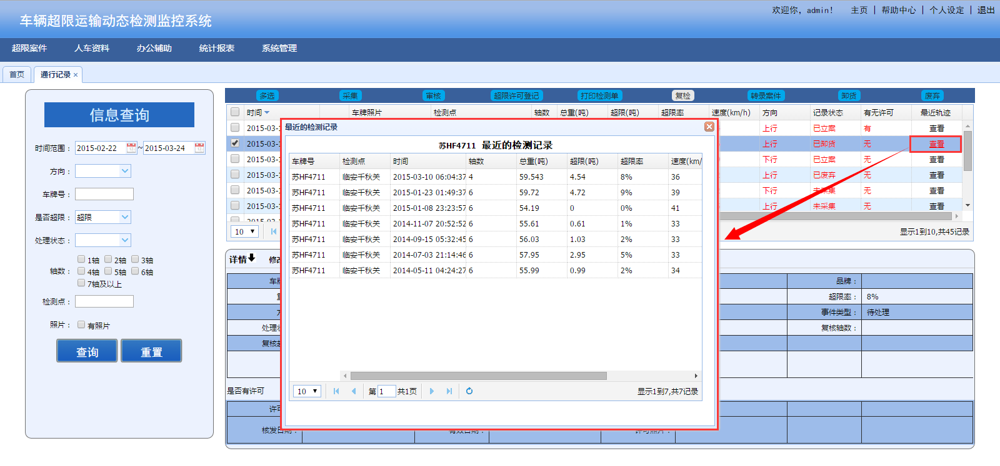 欢迎你，admin！ 主页 | 帮助中心 | 个人设定 | 退出
车辆超限运输动态检测监控系统
超限案件 人车资料 办公辅助 统计报表 系统管理
首页 通行记录 ×
信息查询
时间范围： 2015-02-22 ~ 2015-03-24
方向：
车牌号：
是否超限： 超限
处理状态：
轴数： 1轴 2轴 3轴
4轴 5轴 6轴
7轴及以上
检测点：
照片： 有照片
查询 重置
多选 采集 审核 超限许可登记 打印检测单 复检 转录案件 卸货 废弃
时间 车牌照片 检测点 轴数 总重(吨) 超限(吨) 超限率 速度(km/h) 方向 记录状态 有无许可 最近轨迹
2015-03- 上行 已立案 有 查看
2015-03- 上行 已卸货 无 查看
2015-03- 下行 已立案 无 查看
2015-03- 上行 已废弃 无 查看
2015-03- 下行 未采集 无 查看
2015-03- 上行 未采集 无 查看
10 显示1到10,共45记录
最近的检测记录
苏HF4711 最近的检测记录
车牌号 检测点 时间 轴数 总重(吨) 超限(吨) 超限率 速度(km/
苏HF4711 临安千秋关 2015-03-10 06:04:37 4 59.543 4.54 8% 36
苏HF4711 临安千秋关 2015-01-23 01:49:37 6 59.72 4.72 9% 39
苏HF4711 临安千秋关 2015-01-08 23:23:57 6 54.19 0 0% 41
苏HF4711 临安千秋关 2014-11-07 20:52:52 6 55.61 0.61 1% 33
苏HF4711 临安千秋关 2014-09-15 05:32:45 6 56.03 1.03 2% 33
苏HF4711 临安千秋关 2014-07-03 21:14:46 6 57.95 2.95 5% 33
苏HF4711 临安千秋关 2014-05-11 04:24:27 6 55.99 0.99 2% 34
10 第 1 共1页 显示1到7,共7记录
详情 修改
车牌 品牌：
超限率： 8%
事件类型： 待处理
处理状 复核轴数：
复核
是否有许可
许可
核发日期： 有效日期： 许可照片：